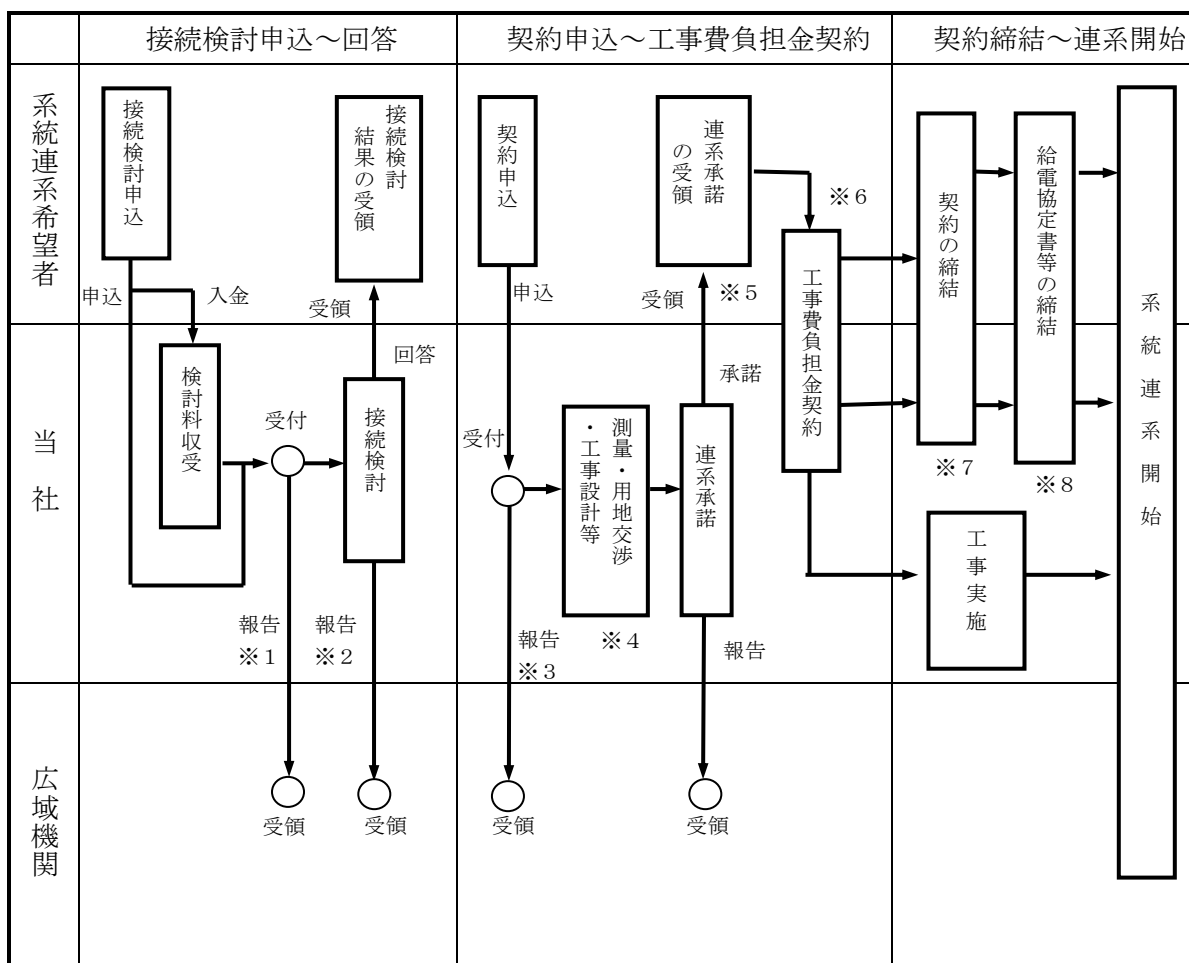 接続検討申込～回答
契約申込～工事費負担金契約
契約締結～連系開始
系統連系希望者
接続検討申込
申込
入金
接続検討
結果の受領
受領
回答
契約申込
申込
連系承諾
の受領
受領
※５
承諾
※６
工事費負担金契約
契約の締結
※７
給電協定書等の締結
※８
系統連系開始
当社
検討料収受
受付
接続検討
報告
※１
報告
※２
受付
測量・用地交渉
・工事設計等
※４
連系承諾
報告
※３
報告
工事実施
広域機関
受領
受領
受領
受領